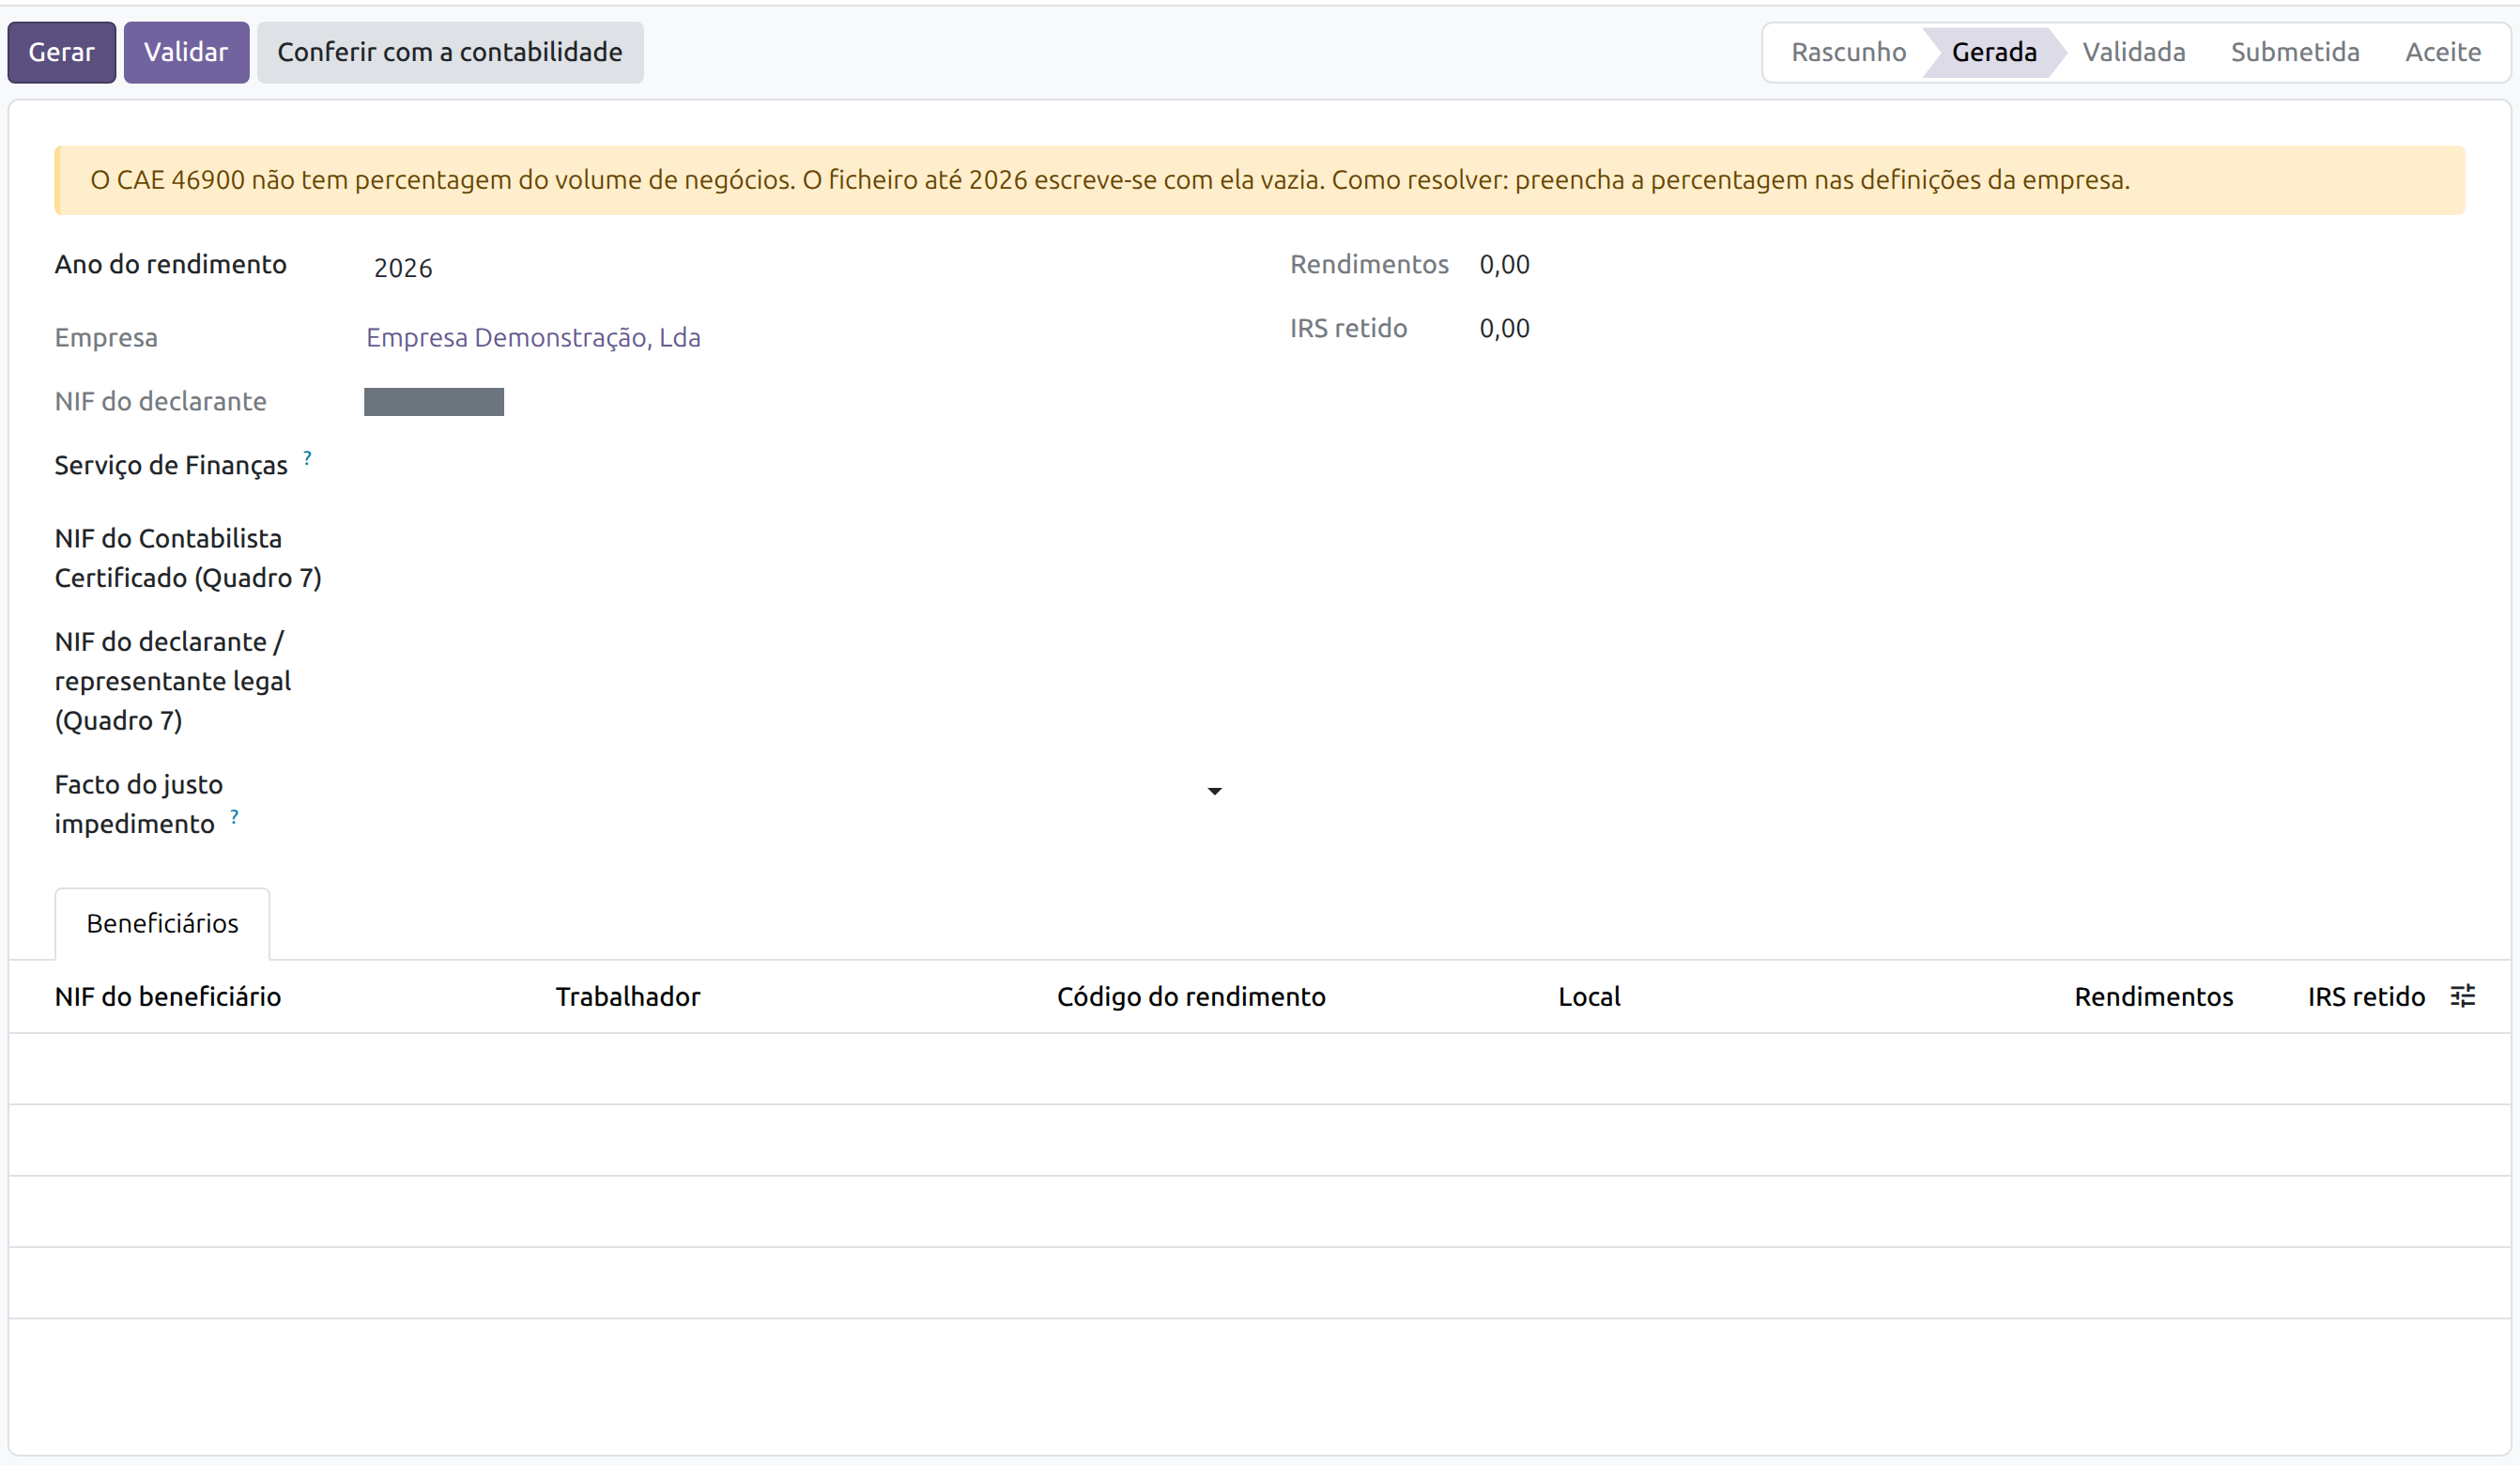 Gerar Validar Conferir com a contabilidade Rascunho Gerada Validada Submetida Aceite
O CAE 46900 não tem percentagem do volume de negócios. O ficheiro até 2026 escreve-se com ela vazia. Como resolver: preencha a percentagem nas definições da empresa.
Ano do rendimento 2026
Empresa Empresa Demonstração, Lda
NIF do declarante
Serviço de Finanças ?
NIF do Contabilista
Certificado (Quadro 7)
NIF do declarante /
representante legal
(Quadro 7)
Facto do justo
impedimento ?
Rendimentos 0,00
IRS retido 0,00
Beneficiários
NIF do beneficiário Trabalhador Código do rendimento Local Rendimentos IRS retido